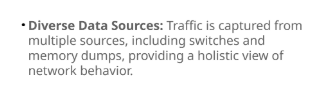 • Diverse Data Sources: Traffic is captured from
multiple sources, including switches and
memory dumps, providing a holistic view of
network behavior.